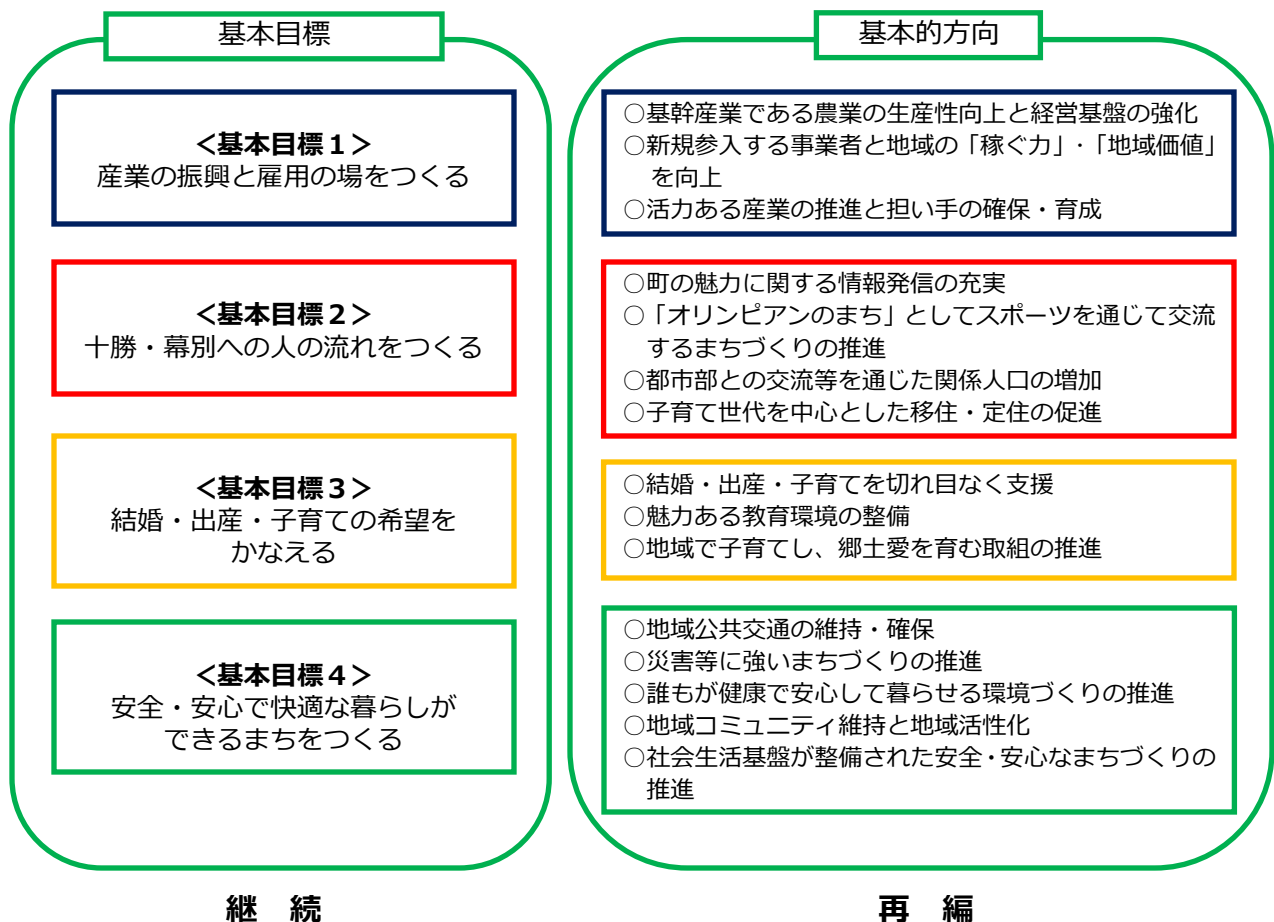 基本目標
<基本目標１>
産業の振興と雇用の場をつくる
<基本目標２>
十勝・幕別への人の流れをつくる
<基本目標３>
結婚・出産・子育ての希望を
かなえる
<基本目標４>
安全・安心で快適な暮らしが
できるまちをつくる
継　続
基本的方向
○基幹産業である農業の生産性向上と経営基盤の強化
○新規参入する事業者と地域の「稼ぐ力」・「地域価値」
を向上
○活力ある産業の推進と担い手の確保・育成
○町の魅力に関する情報発信の充実
○「オリンピアンのまち」としてスポーツを通じて交流
するまちづくりの推進
○都市部との交流等を通じた関係人口の増加
○子育て世代を中心とした移住・定住の促進
○結婚・出産・子育てを切れ目なく支援
○魅力ある教育環境の整備
○地域で子育てし、郷土愛を育む取組の推進
○地域公共交通の維持・確保
○災害等に強いまちづくりの推進
○誰もが健康で安心して暮らせる環境づくりの推進
○地域コミュニティ維持と地域活性化
○社会生活基盤が整備された安全・安心なまちづくりの
推進
再　編